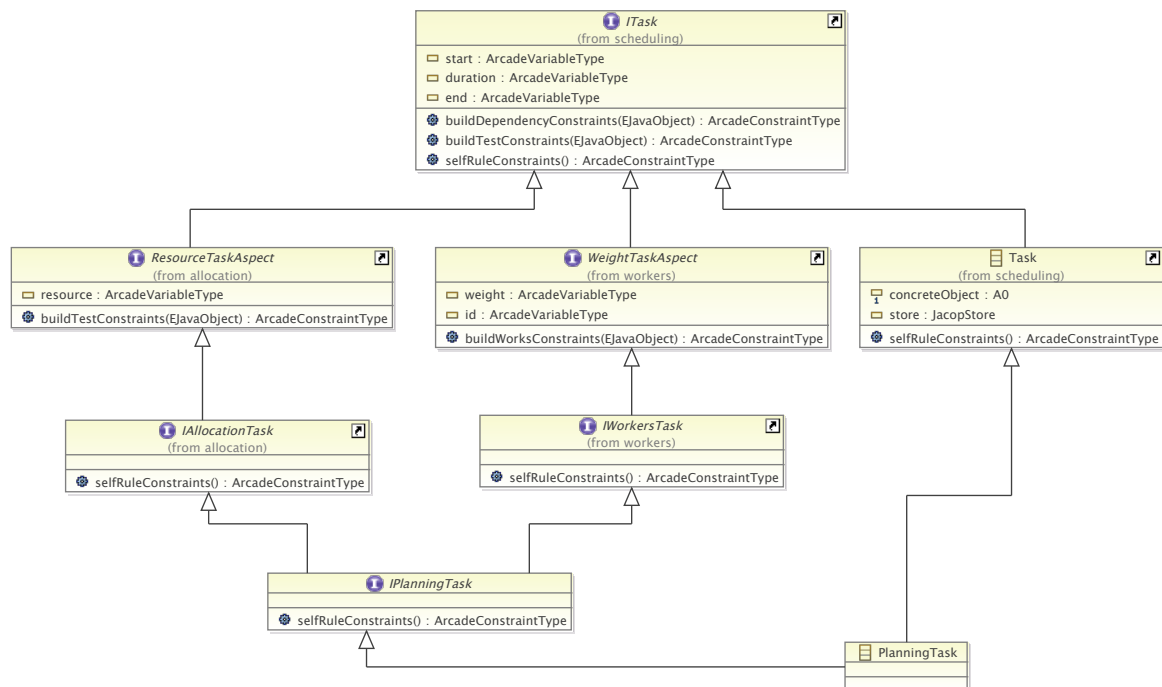 ITask
(from scheduling)
start : ArcadeVariableType
duration : ArcadeVariableType
end : ArcadeVariableType
buildDependencyConstraints(EJavaObject) : ArcadeConstraintType
buildTestConstraints(EJavaObject) : ArcadeConstraintType
selfRuleConstraints() : ArcadeConstraintType
ResourceTaskAspect
(from allocation)
resource : ArcadeVariableType
buildTestConstraints(EJavaObject) : ArcadeConstraintType
WeightTaskAspect
(from workers)
weight : ArcadeVariableType
id : ArcadeVariableType
buildWorksConstraints(EJavaObject) : ArcadeConstraintType
Task
(from scheduling)
1
concreteObject : A0
store : JacopStore
selfRuleConstraints() : ArcadeConstraintType
IAllocationTask
(from allocation)
selfRuleConstraints() : ArcadeConstraintType
IWorkersTask
(from workers)
selfRuleConstraints() : ArcadeConstraintType
IPlanningTask
selfRuleConstraints() : ArcadeConstraintType
PlanningTask